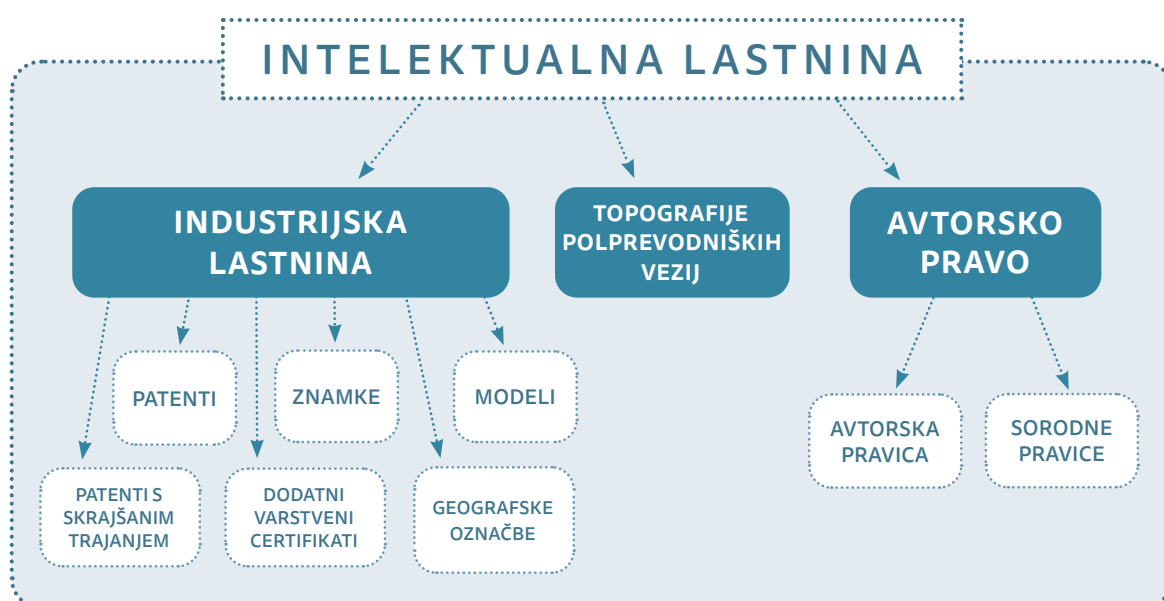 INTELEKTUALNA LASTNINA
INDUSTRIJSKA
LASTNINA
TOPOGRAFIJE
POLPREVODNIŠKIH
VEZIJ
AVTORSKO
PRAVO
PATENTI
ZNAMKE
MODELI
AVTORSKA
PRAVICA
SORODNE
PRAVICE
PATENTI S
SKRAJŠANIM
TRAJANJEM
DODATNI
VARSTVENI
CERTIFIKATI
GEOGRAFSKE
OZNAČBE